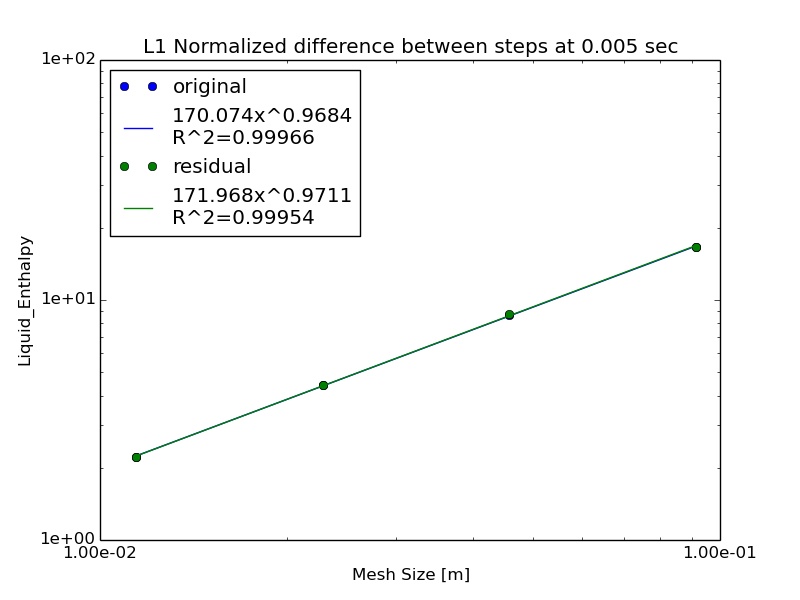 L1 Normalized difference between steps at 0.005 sec
1e+02
original
170.074x^0.9684
R^2=0.99966
residual
171.968x^0.9711
R^2=0.99954
Liquid_Enthalpy
1e+01
1e+00
1.00e-02
1.00e-01
Mesh Size [m]